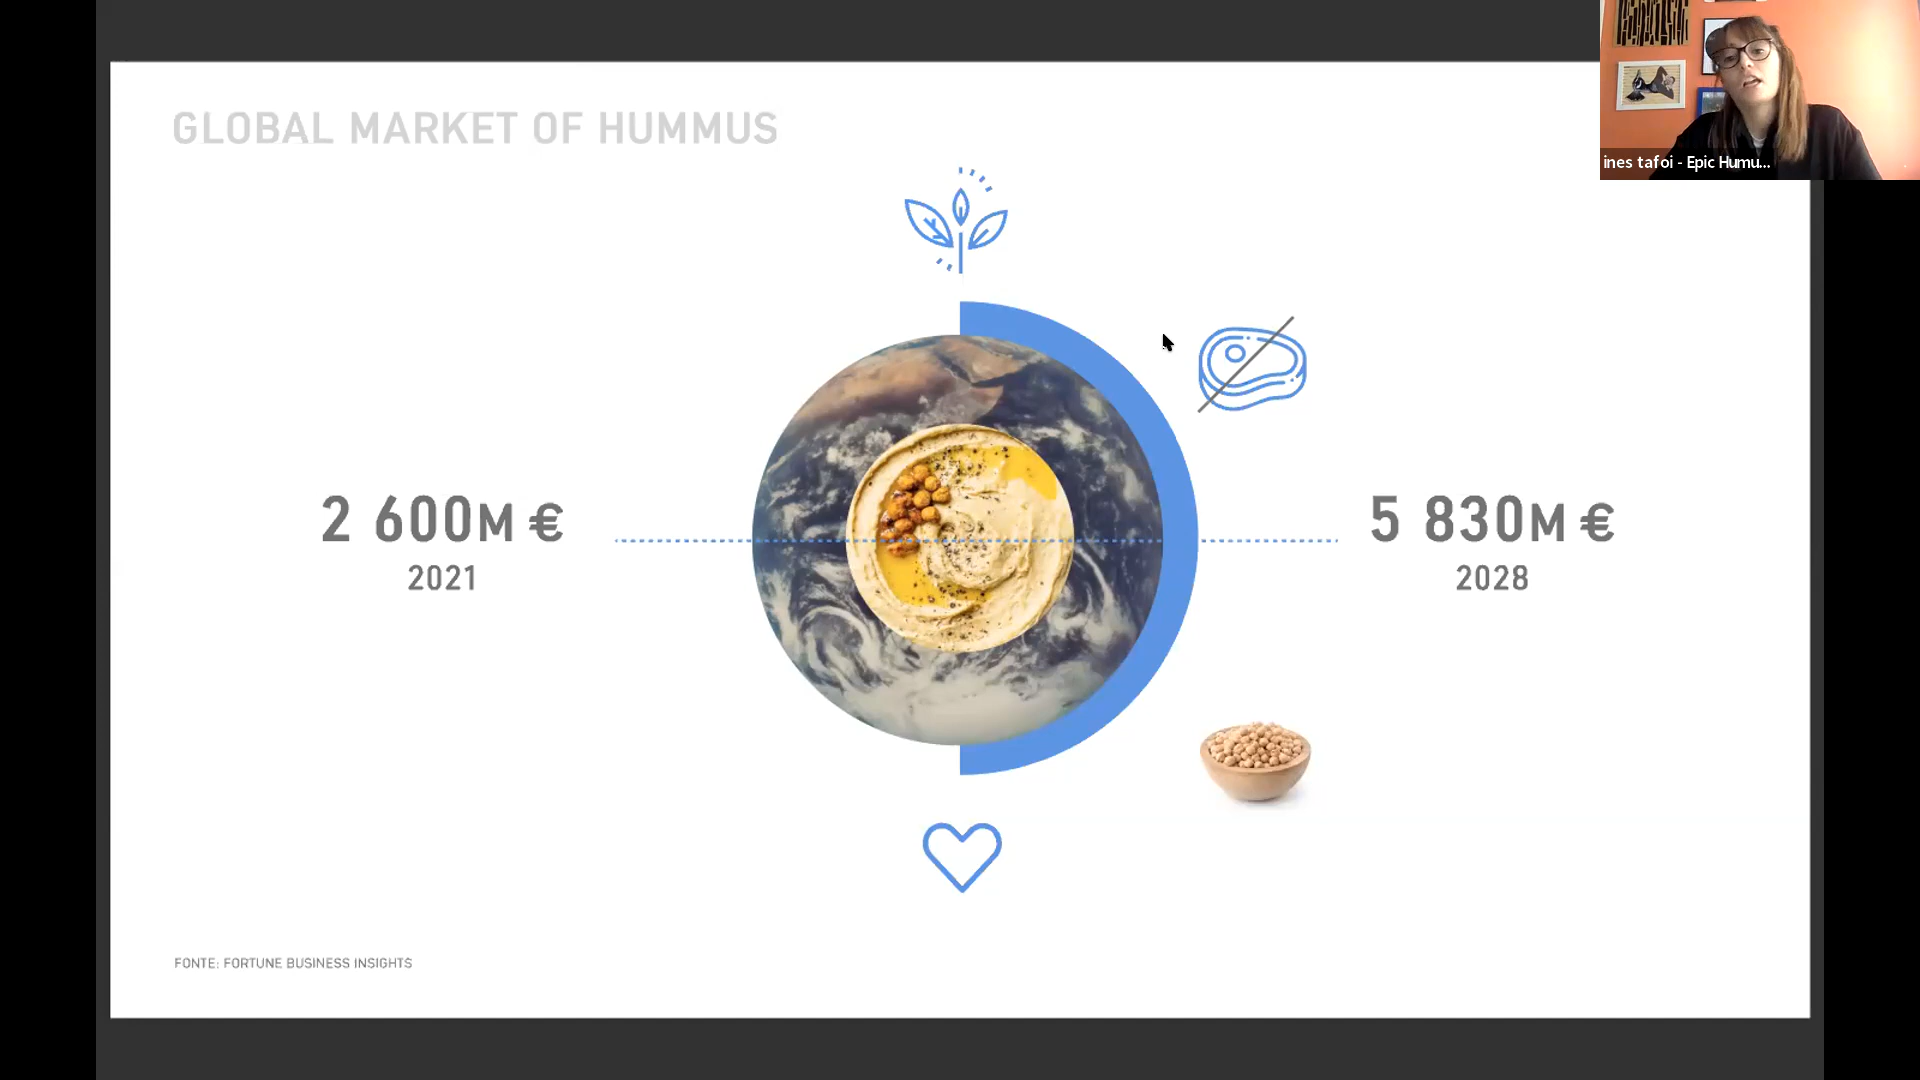 GLOBAL MARKET OF HUMMUS
ines tafoi - Epic Humu...
2 600M €
2021
5 830M €
2028
FONTE: FORTUNE BUSINESS INSIGHTS